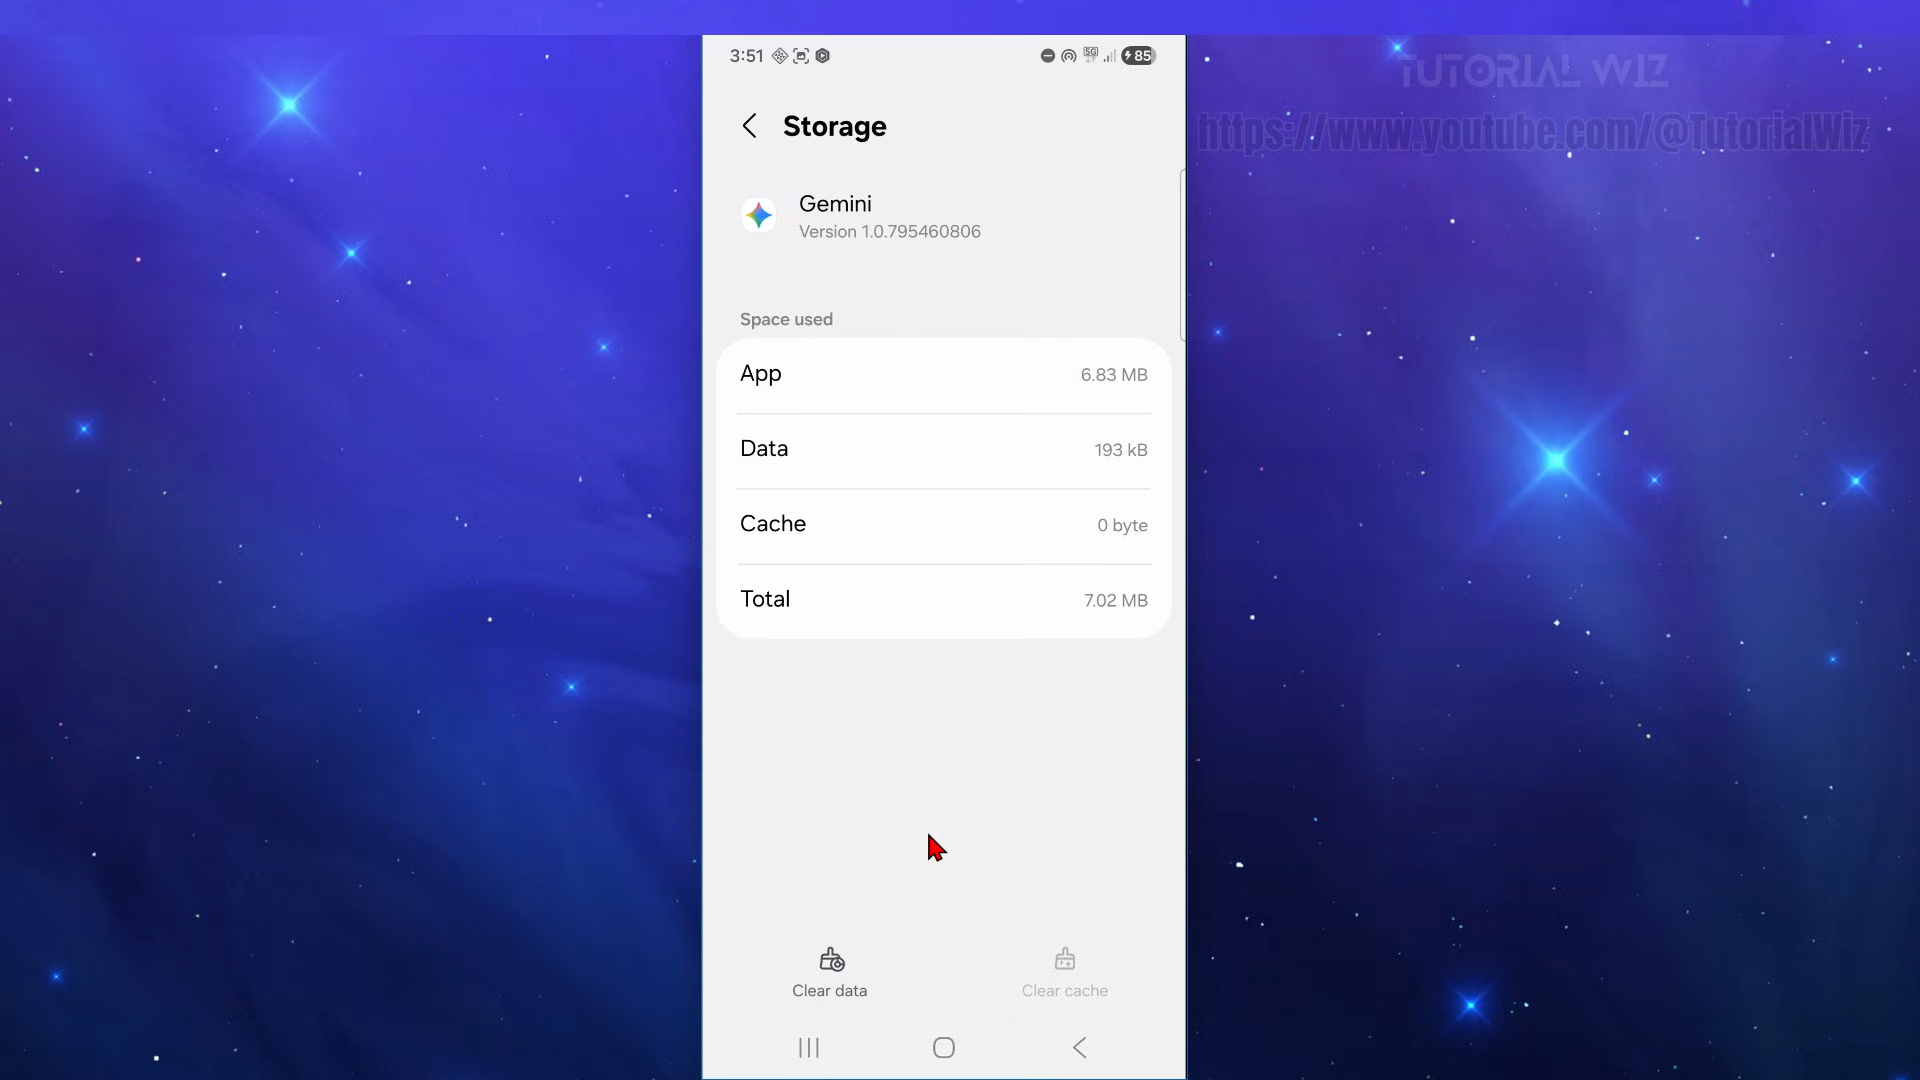 TUTORIAL WIZ
https://www.youtube.com/@TutorialWiz
3:51
5G
85
Storage
Gemini
Version 1.0.795460806
Space used
App 6.83 MB
Data 193 kB
Cache 0 byte
Total 7.02 MB
Clear data
Clear cache